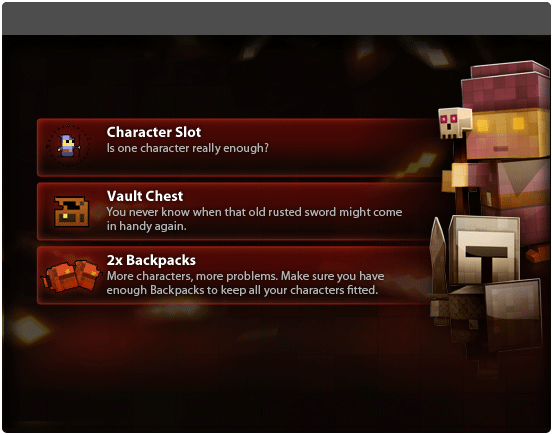 Character Slot
Is one character really enough?
Vault Chest
You never know when that old rusted sword might come
in handy again.
2x Backpacks
More characters, more problems. Make sure you have
enough Backpacks to keep all your characters fitted.